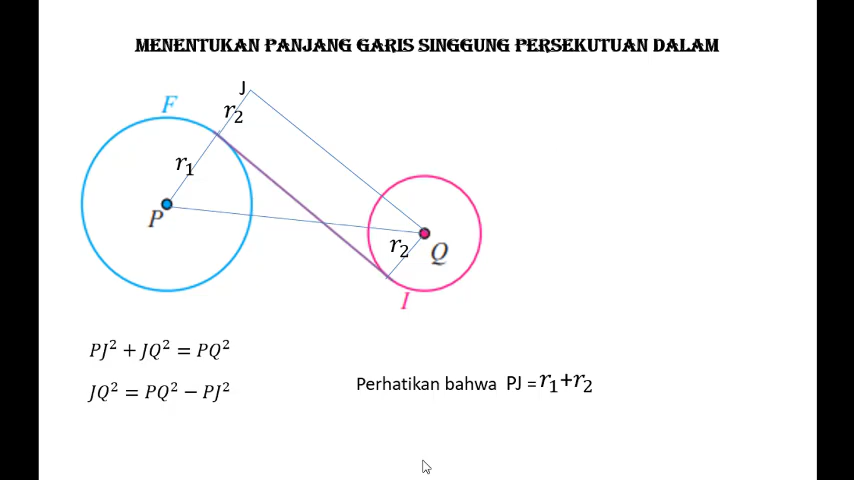 MENENTUKAN PANJANG GARIS SINGGUNG PERSEKUTUAN DALAM
J
F
r₂
r₁
P
r₂
Q
I
PJ² + JQ² = PQ²
JQ² = PQ² − PJ²
Perhatikan bahwa PJ = r₁+r₂